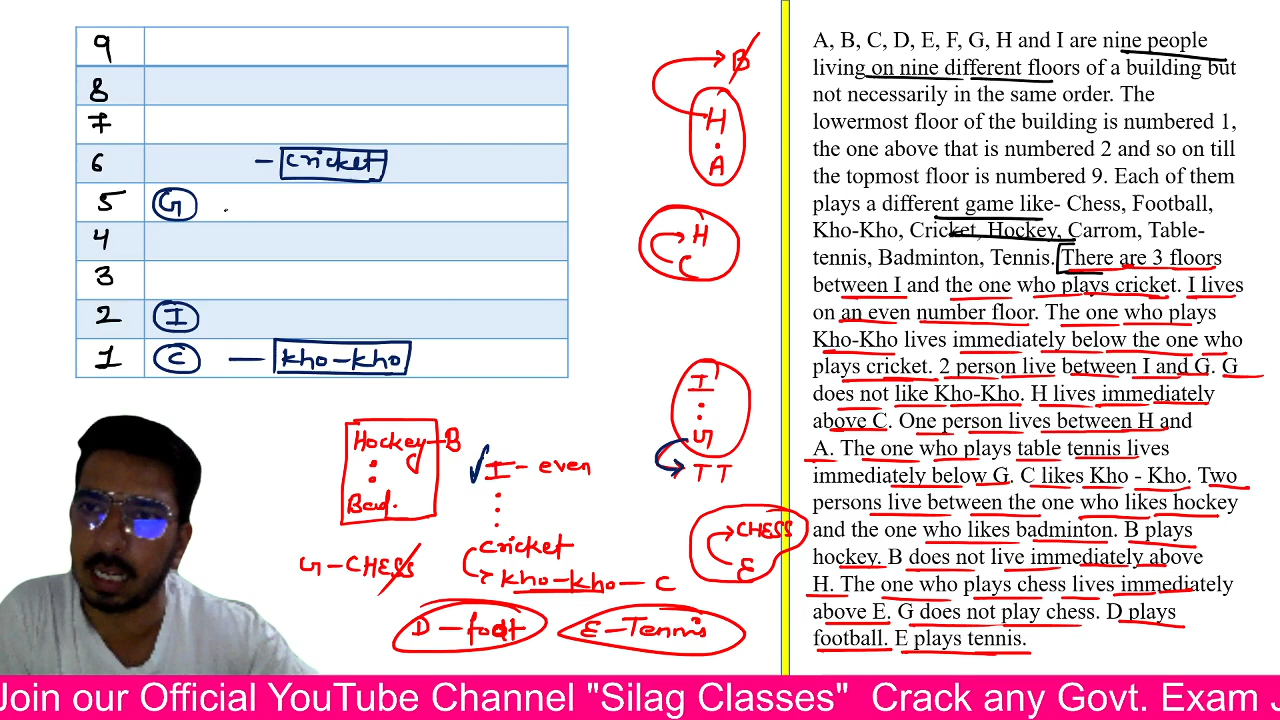 9
8
7
6 - cricket
5 G
4
3
2 I
1 C - kho-kho
B
H
A
H
C
I
G
TT
CHESS
E
Hockey-B
Bad.
I - even
cricket
kho-kho - C
G - CHESS
D - foot
E - Tennis
A, B, C, D, E, F, G, H and I are nine people
living on nine different floors of a building but
not necessarily in the same order. The
lowermost floor of the building is numbered 1,
the one above that is numbered 2 and so on till
the topmost floor is numbered 9. Each of them
plays a different game like- Chess, Football,
Kho-Kho, Cricket, Hockey, Carrom, Table-
tennis, Badminton, Tennis. There are 3 floors
between I and the one who plays cricket. I lives
on an even number floor. The one who plays
Kho-Kho lives immediately below the one who
plays cricket. 2 person live between I and G. G
does not like Kho-Kho. H lives immediately
above C. One person lives between H and
A. The one who plays table tennis lives
immediately below G. C likes Kho - Kho. Two
persons live between the one who likes hockey
and the one who likes badminton. B plays
hockey. B does not live immediately above
H. The one who plays chess lives immediately
above E. G does not play chess. D plays
football. E plays tennis.
Join our Official YouTube Channel "Silag Classes" Crack any Govt. Exam J